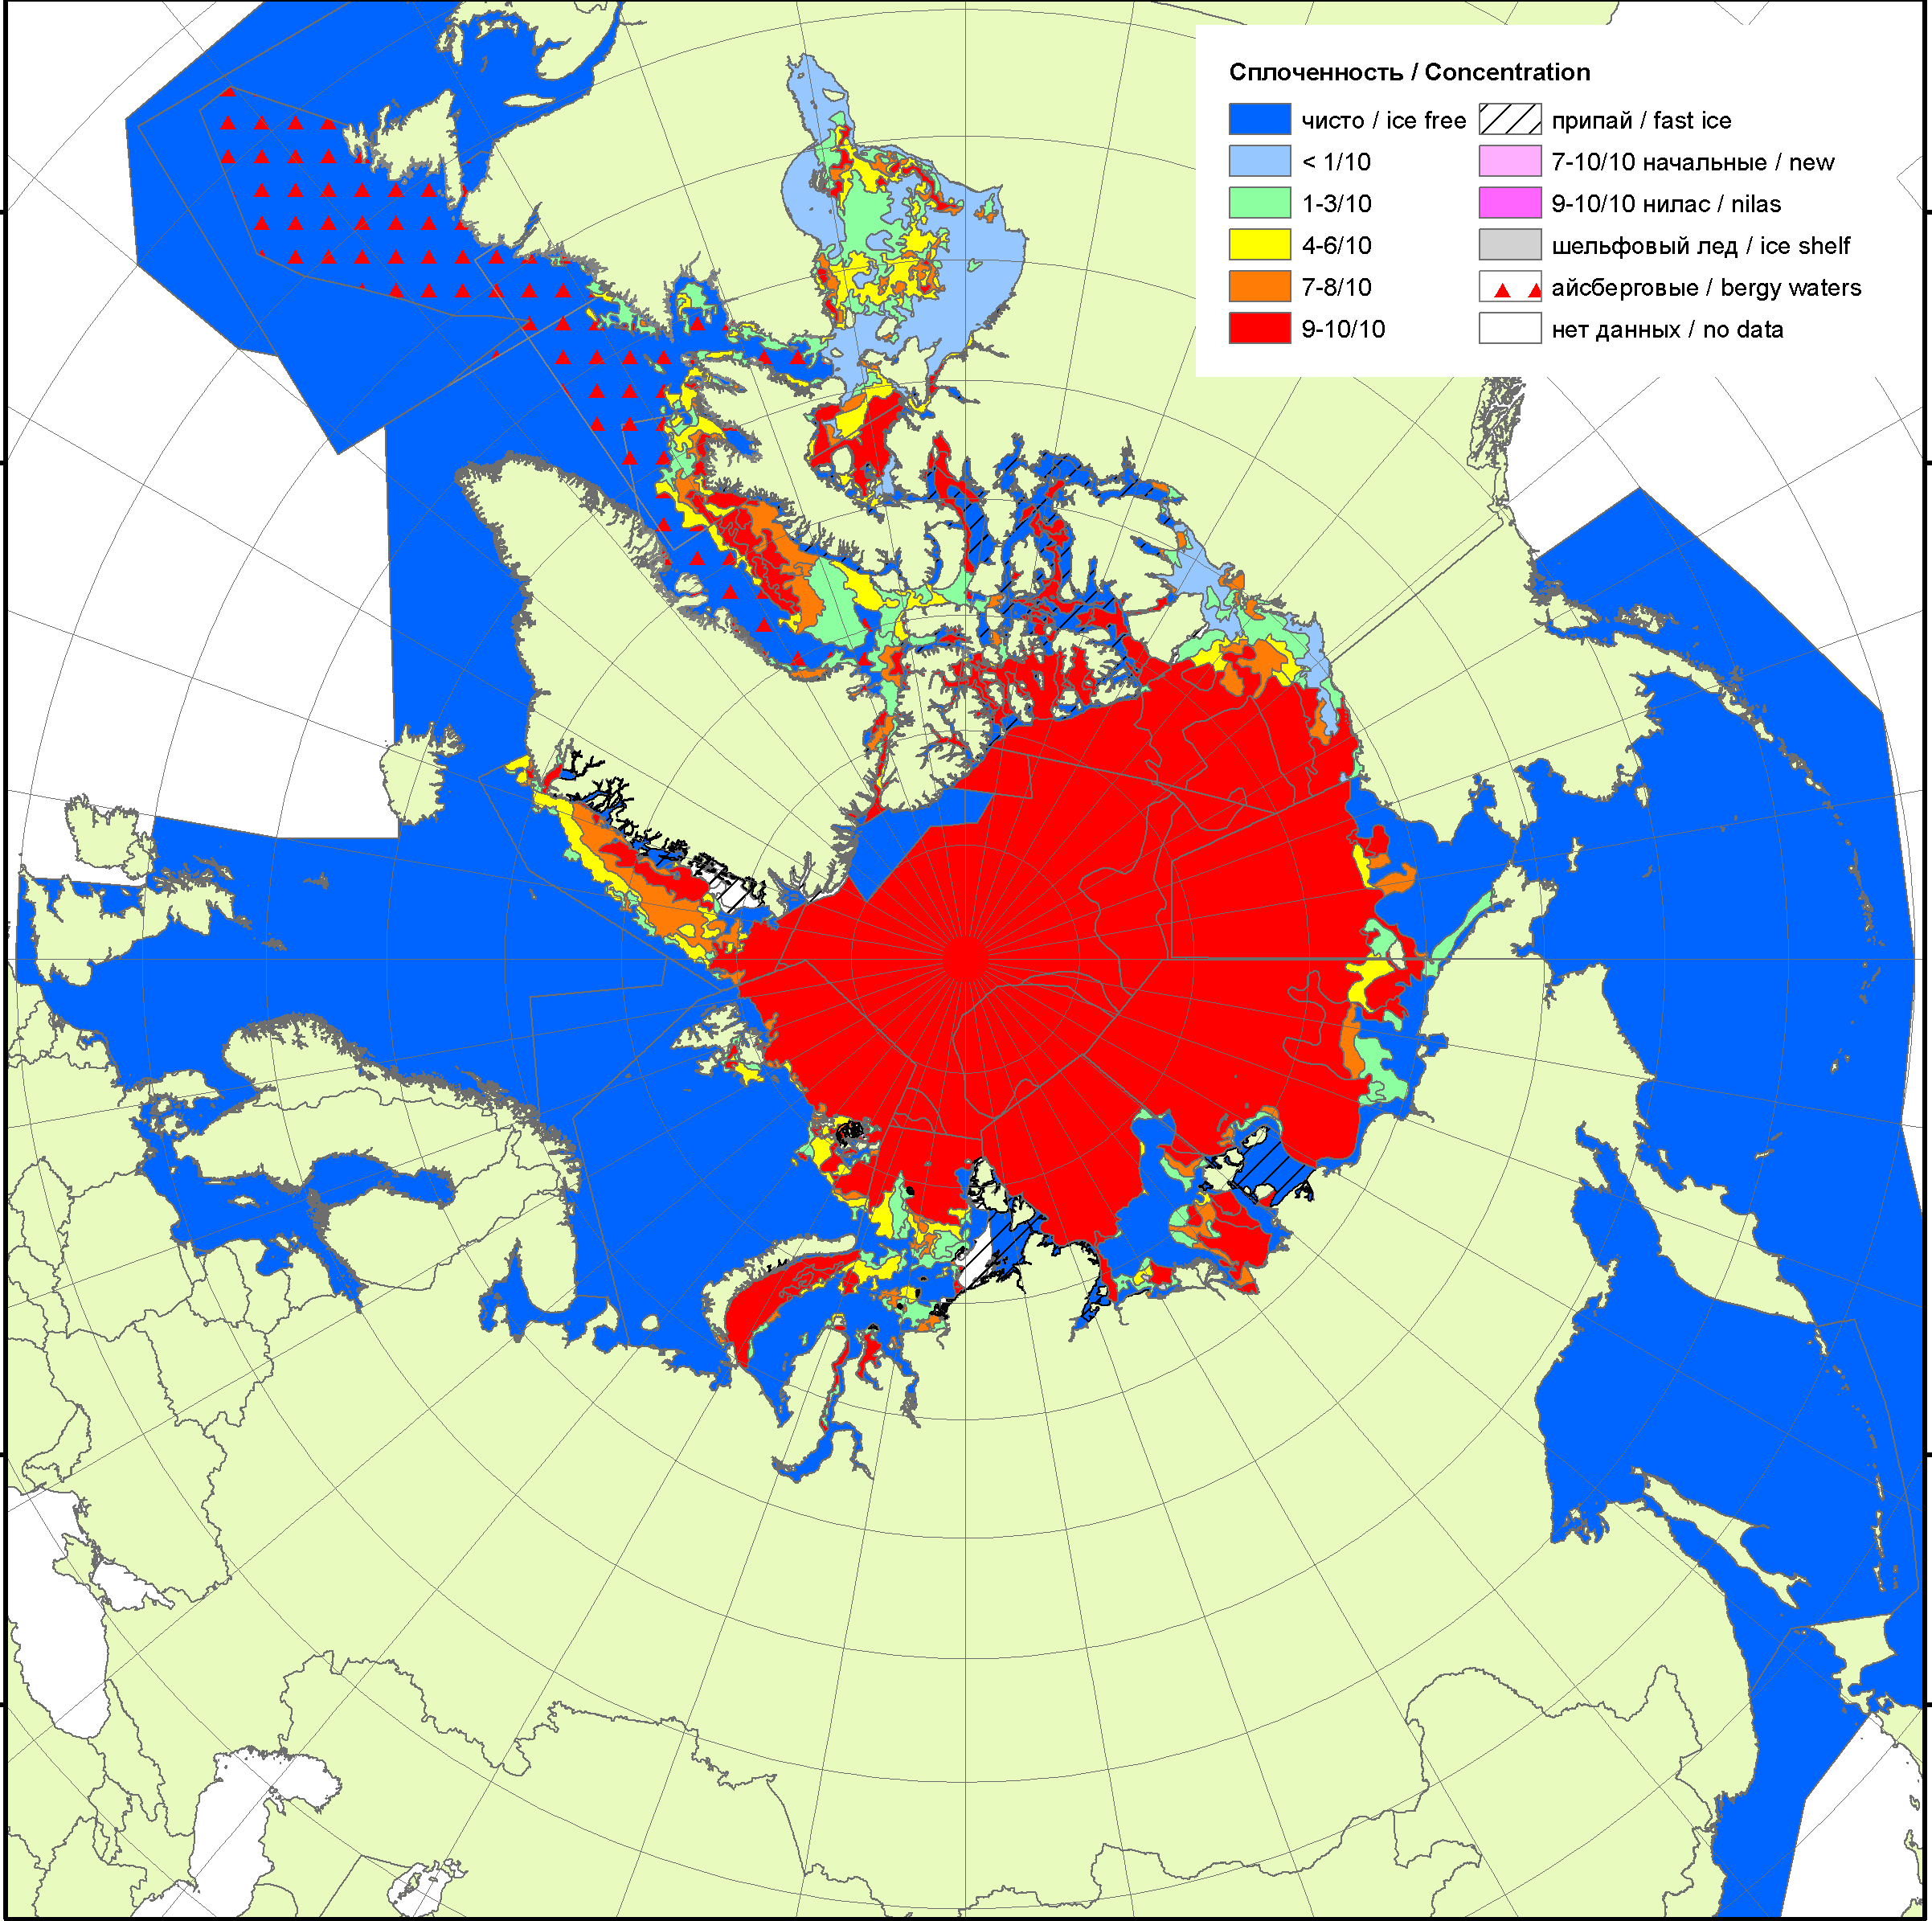 Сплоченность / Concentration
чисто / ice free
< 1/10
1-3/10
4-6/10
7-8/10
9-10/10
припай / fast ice
7-10/10 начальные / new
9-10/10 нилас / nilas
шельфовый лед / ice shelf
айсберговые / bergy waters
нет данных / no data